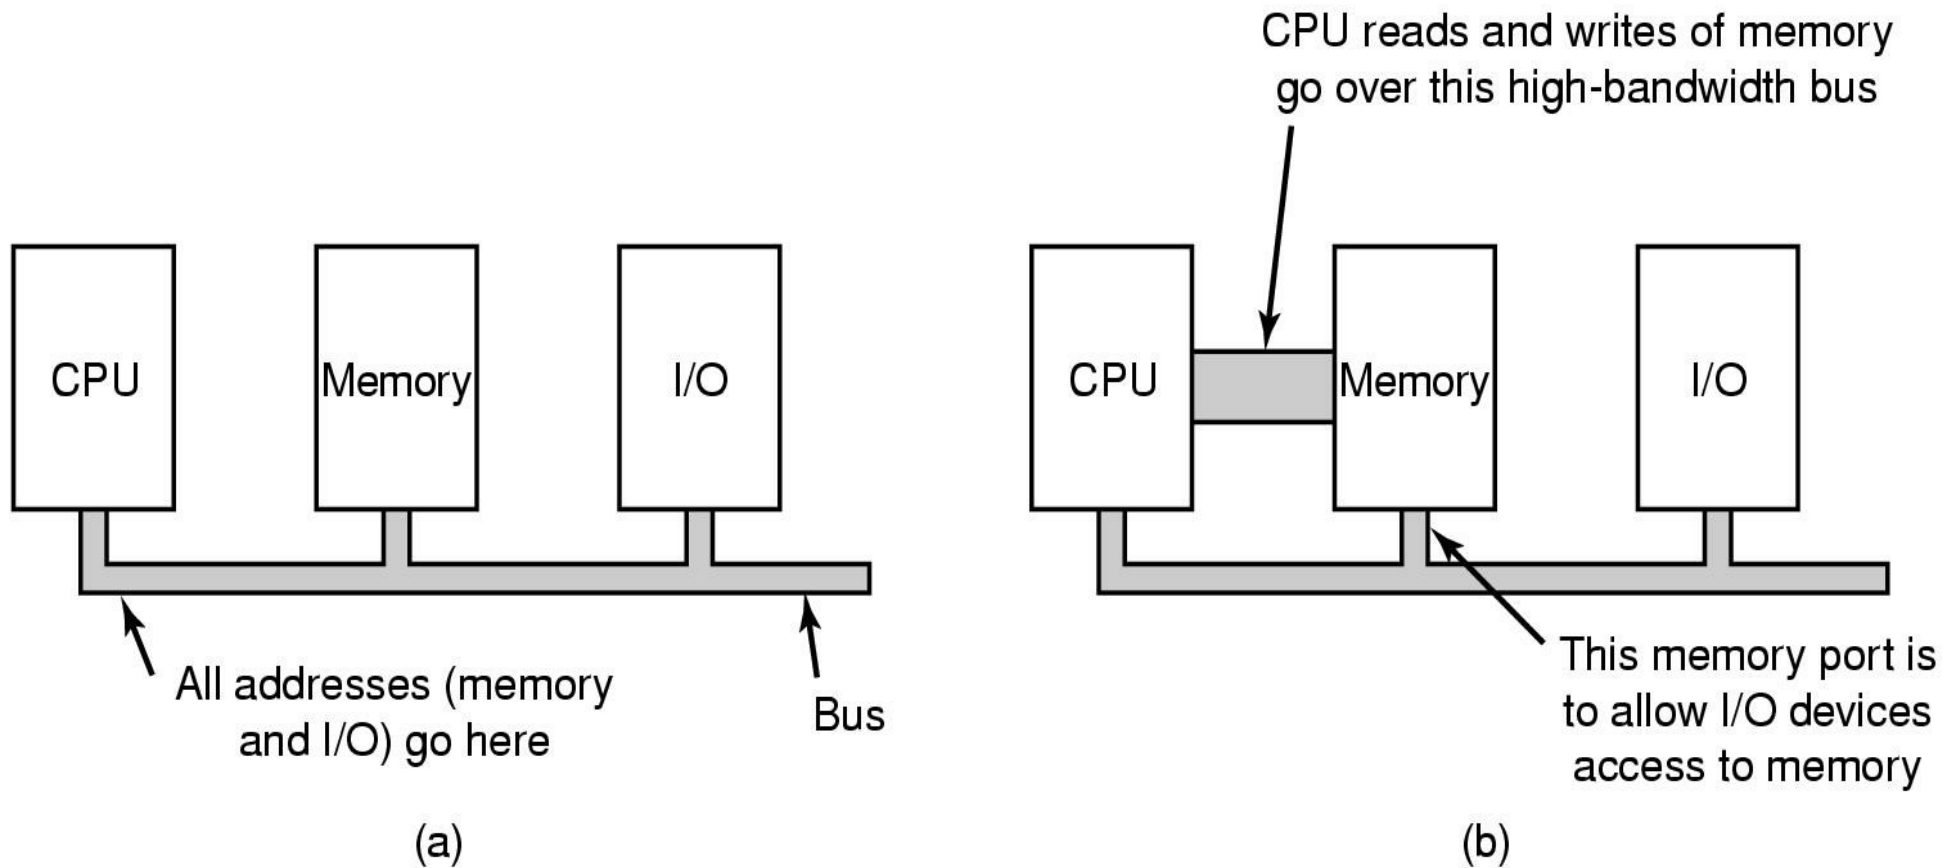 CPU reads and writes of memory
go over this high-bandwidth bus
CPU
Memory
I/O
All addresses (memory
and I/O) go here
Bus
(a)
CPU
Memory
I/O
This memory port is
to allow I/O devices
access to memory
(b)